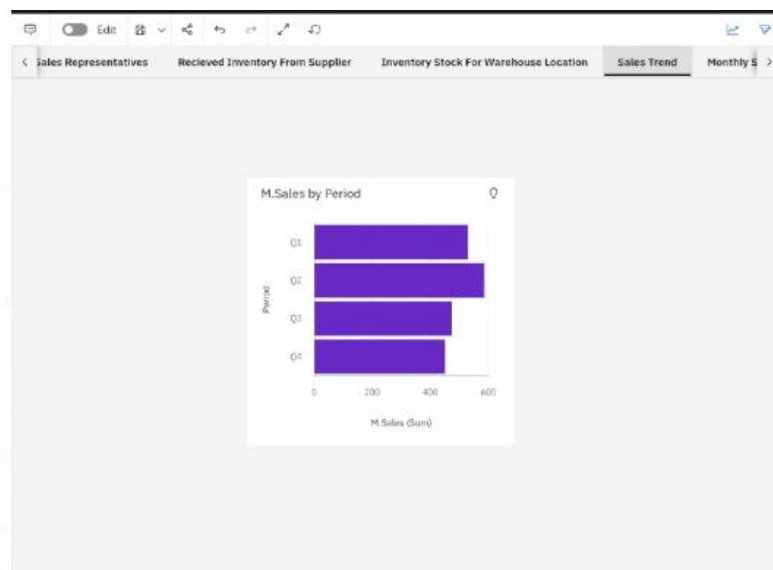 Edit
Sales Representatives
Recieved Inventory From Supplier
Inventory Stock For Warehouse Location
Sales Trend
Monthly S
M.Sales by Period
Q1
Q2
Q3
Q4
Period
0 200 400 600
M.Sales (Sum)